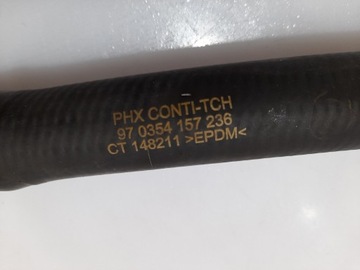 PHX CONTI-TCH
97 0354 157 236
CT 148211 >EPDM<